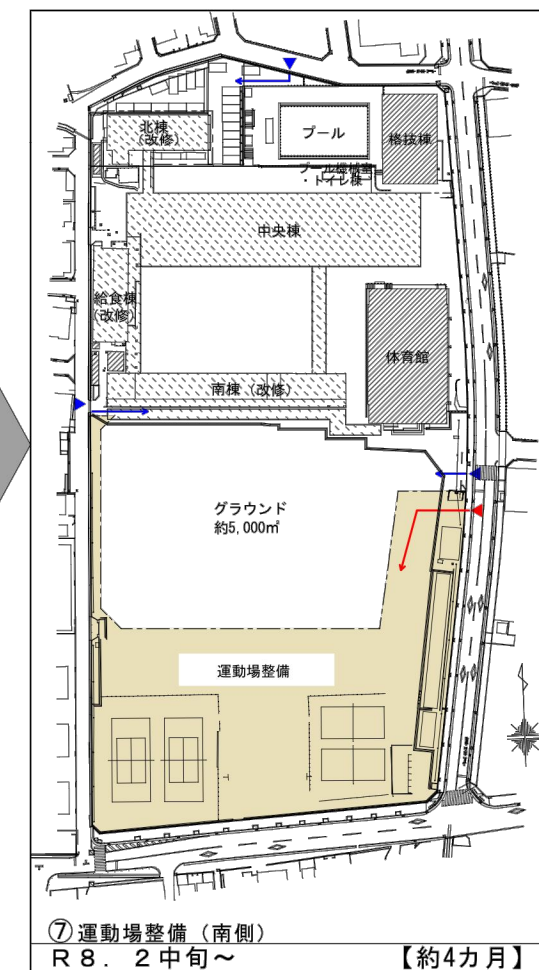 北棟
(改修)
プール
格技棟
プール機械室
・トイレ棟
中央棟
給食棟
(改修)
体育館
南棟(改修)
グラウンド
約5,000㎡
運動場整備
⑦運動場整備(南側)
R8.2中旬~ 【約4カ月】